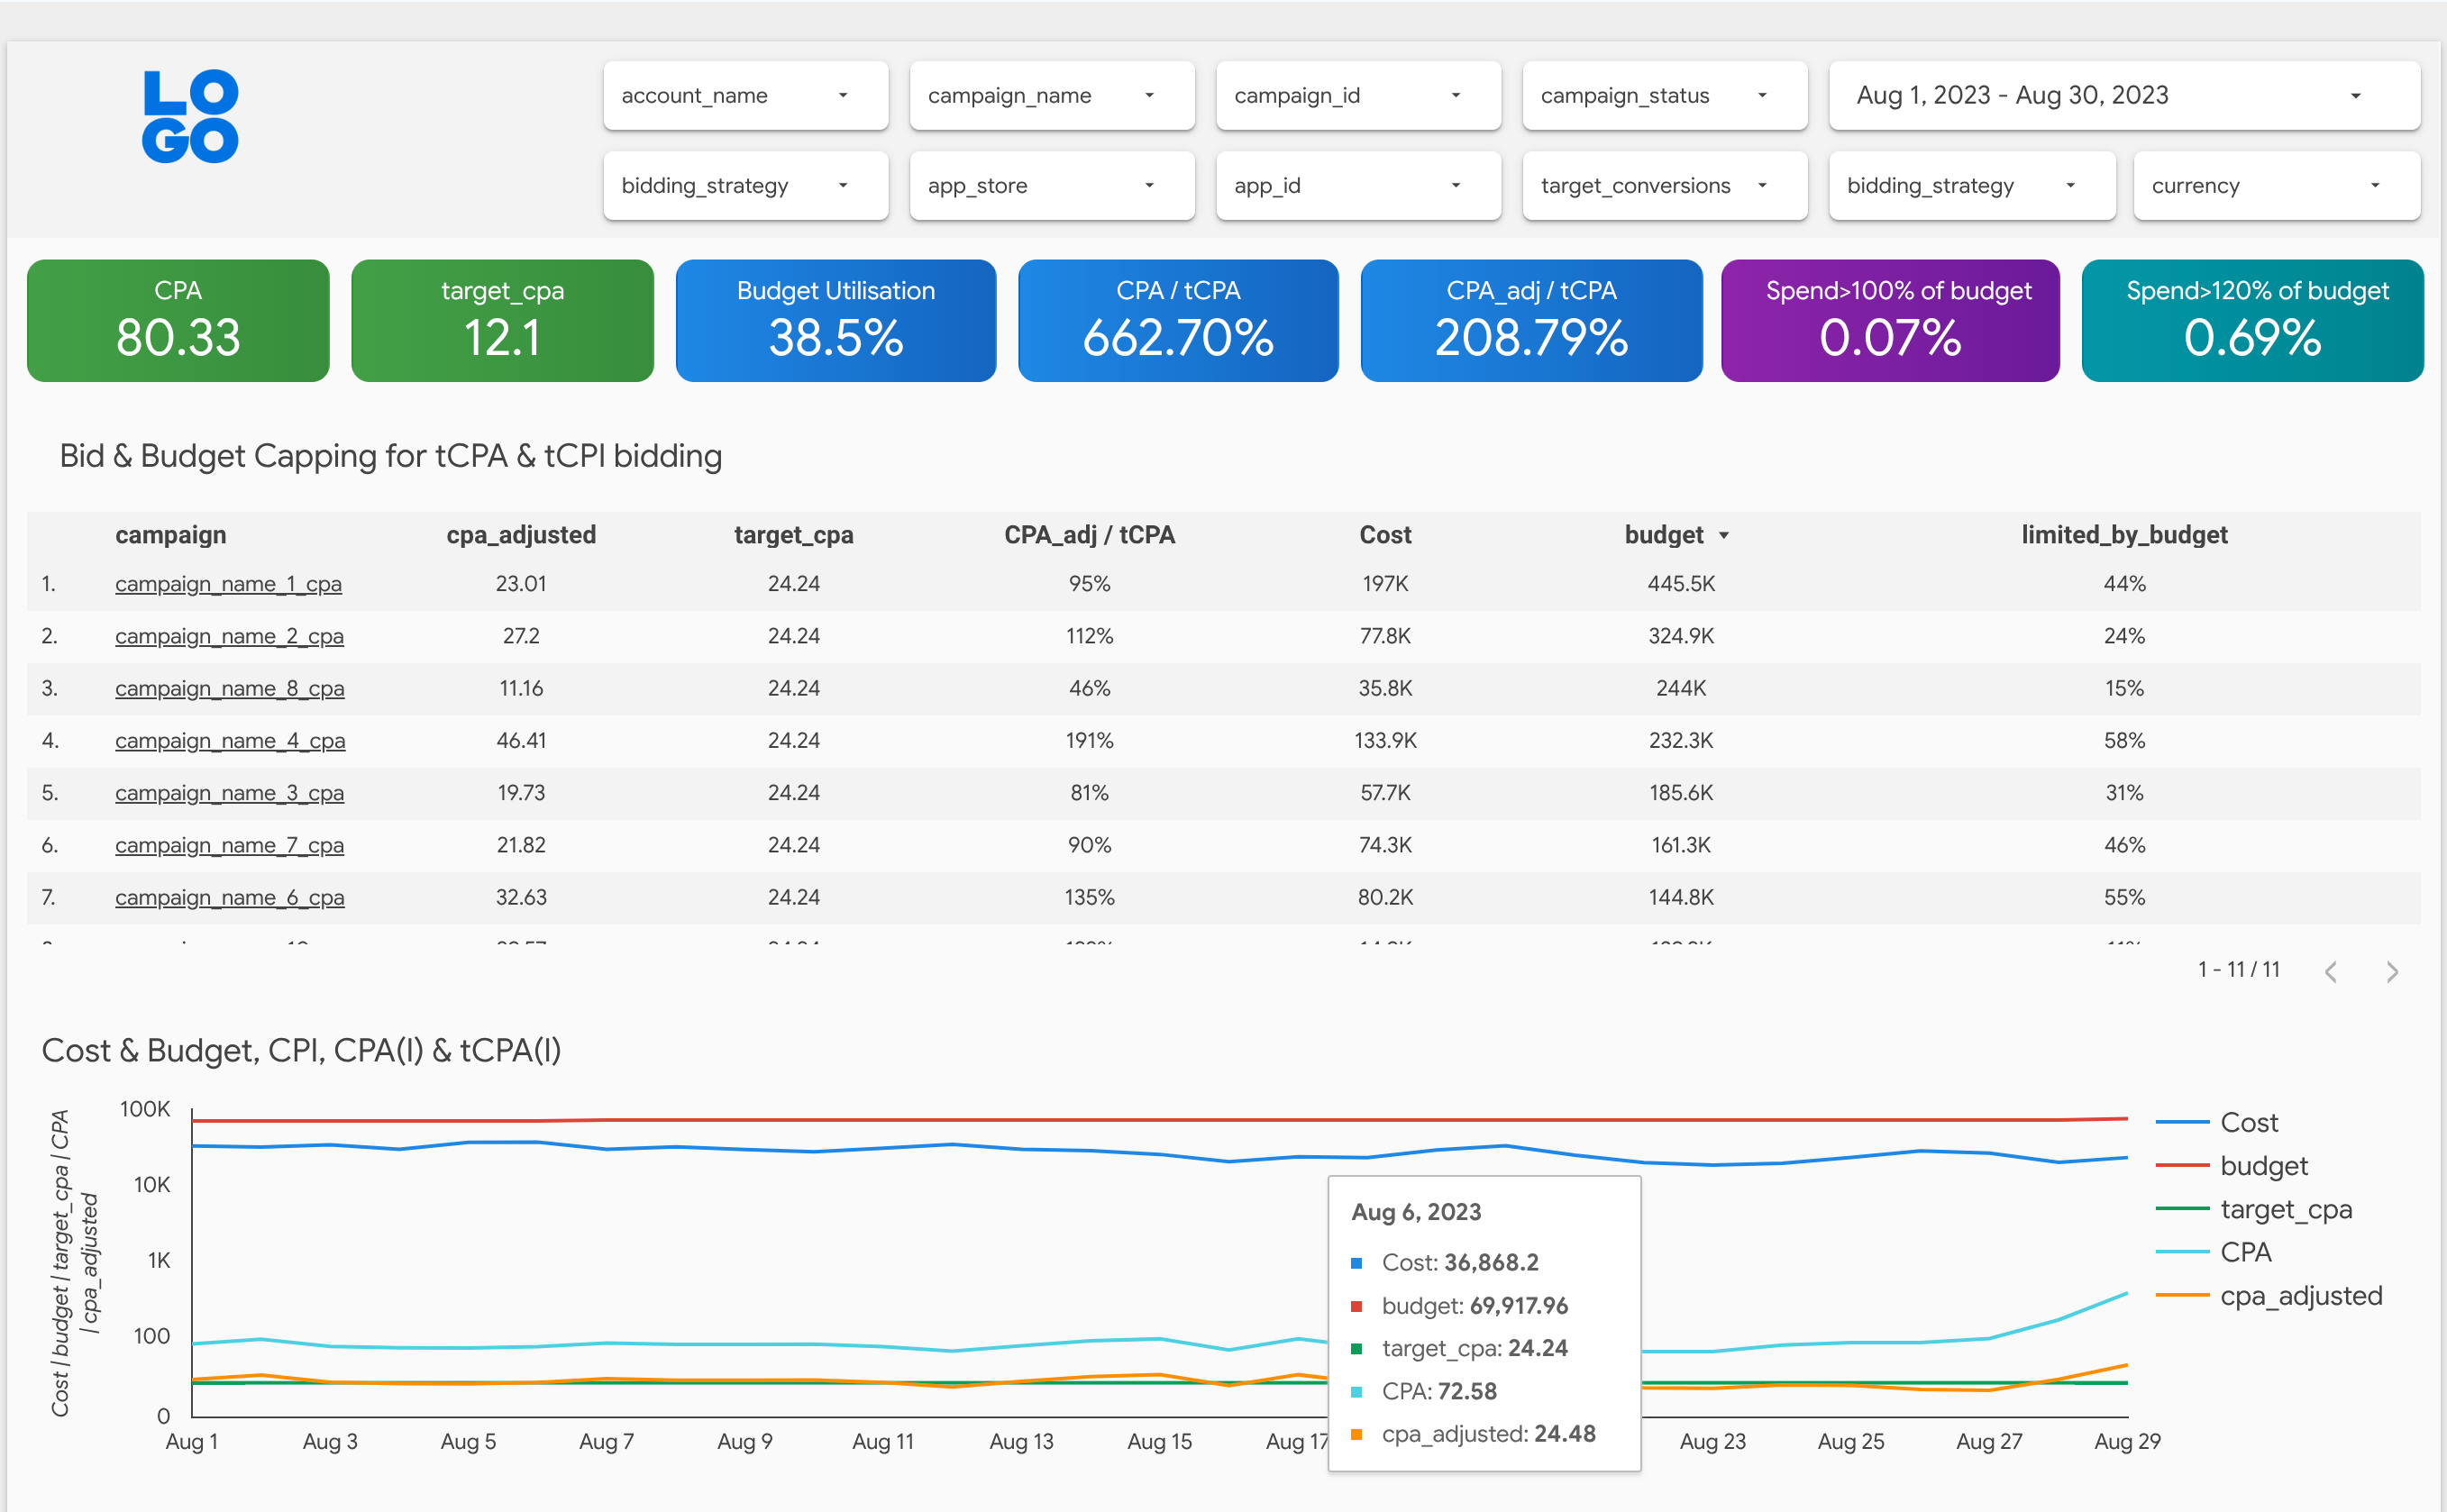 LO
GO
account_name campaign_name campaign_id campaign_status Aug 1, 2023 - Aug 30, 2023
bidding_strategy app_store app_id target_conversions bidding_strategy currency
CPA target_cpa Budget Utilisation CPA / tCPA CPA_adj / tCPA Spend>100% of budget Spend>120% of budget
80.33 12.1 38.5% 662.70% 208.79% 0.07% 0.69%
Bid & Budget Capping for tCPA & tCPI bidding
campaign cpa_adjusted target_cpa CPA_adj / tCPA Cost budget limited_by_budget
1. campaign_name_1_cpa 23.01 24.24 95% 197K 445.5K 44%
2. campaign_name_2_cpa 27.2 24.24 112% 77.8K 324.9K 24%
3. campaign_name_8_cpa 11.16 24.24 46% 35.8K 244K 15%
4. campaign_name_4_cpa 46.41 24.24 191% 133.9K 232.3K 58%
5. campaign_name_3_cpa 19.73 24.24 81% 57.7K 185.6K 31%
6. campaign_name_7_cpa 21.82 24.24 90% 74.3K 161.3K 46%
7. campaign_name_6_cpa 32.63 24.24 135% 80.2K 144.8K 55%
1 - 11 / 11
Cost & Budget, CPI, CPA(I) & tCPA(I)
Cost | budget | target_cpa | CPA
| cpa_adjusted
100K
10K
1K
100
0
Aug 1 Aug 3 Aug 5 Aug 7 Aug 9 Aug 11 Aug 13 Aug 15 Aug 17 Aug 23 Aug 25 Aug 27 Aug 29
Aug 6, 2023
Cost: 36,868.2
budget: 69,917.96
target_cpa: 24.24
CPA: 72.58
cpa_adjusted: 24.48
Cost
budget
target_cpa
CPA
cpa_adjusted